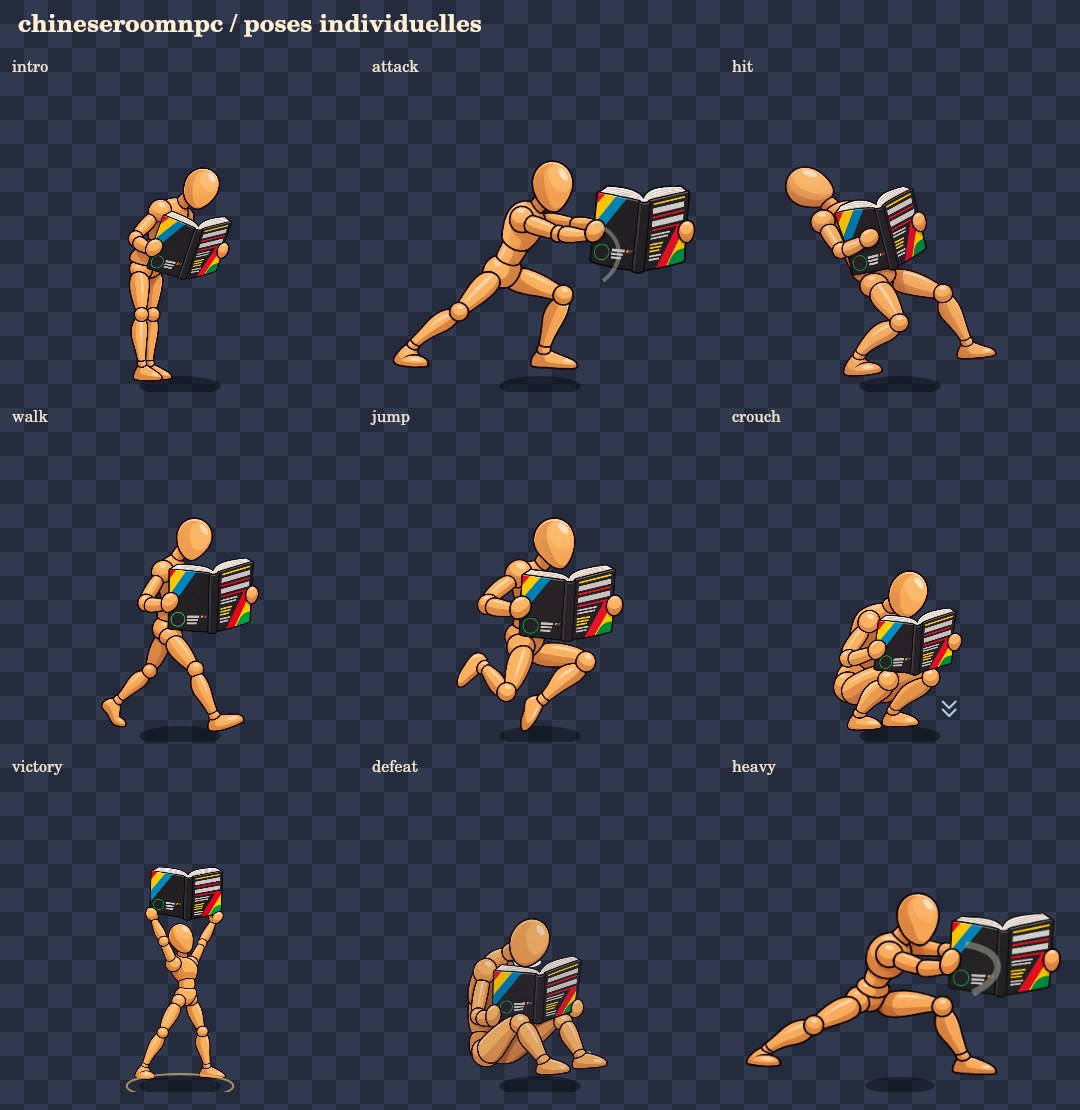 chineseroomnpc / poses individuelles
intro
attack
hit
walk
jump
crouch
victory
defeat
heavy